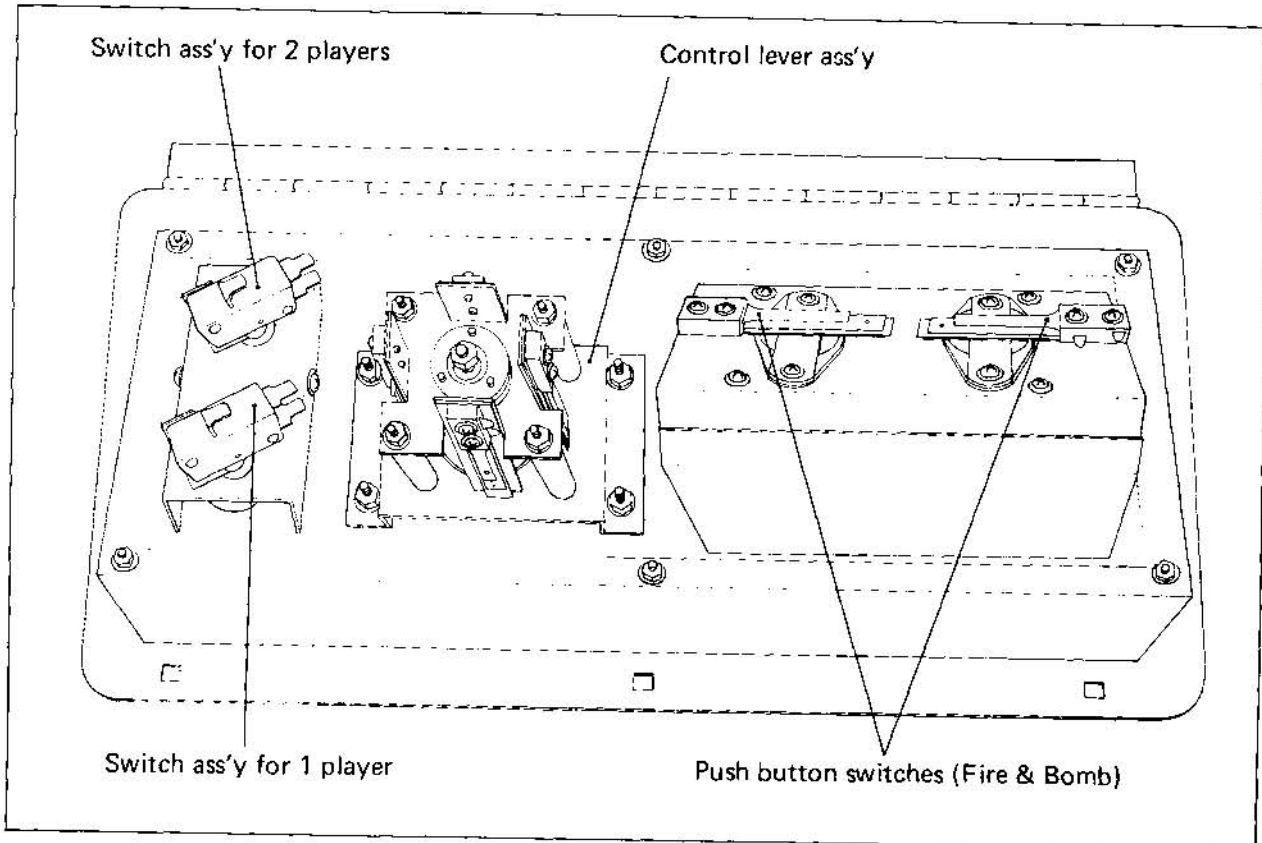 Switch ass'y for 2 players
Control lever ass'y
Switch ass'y for 1 player
Push button switches (Fire & Bomb)